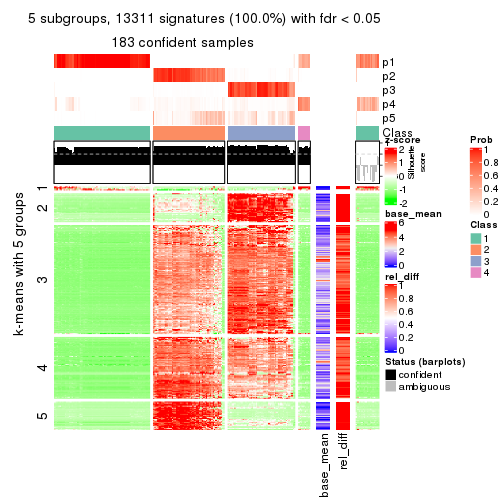 5 subgroups, 13311 signatures (100.0%) with fdr < 0.05
183 confident samples
p1
p2
p3
p4
p5
Class
z-score
2
1
0
-1
-2
Silhouette
score
Prob
1
0.8
0.6
0.4
0.2
0
base_mean
6
4
2
0
Class
1
2
3
4
rel_diff
1
0.8
0.6
0.4
0.2
0
Status (barplots)
confident
ambiguous
k-means with 5 groups
1
2
3
4
5
base_mean
rel_diff